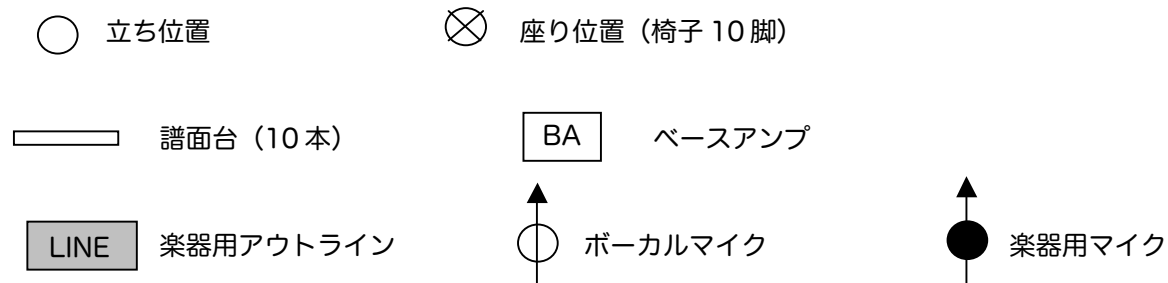 立ち位置 座り位置（椅子 10 脚）
譜面台（10 本） BA ベースアンプ
LINE 楽器用アウトライン ボーカルマイク 楽器用マイク